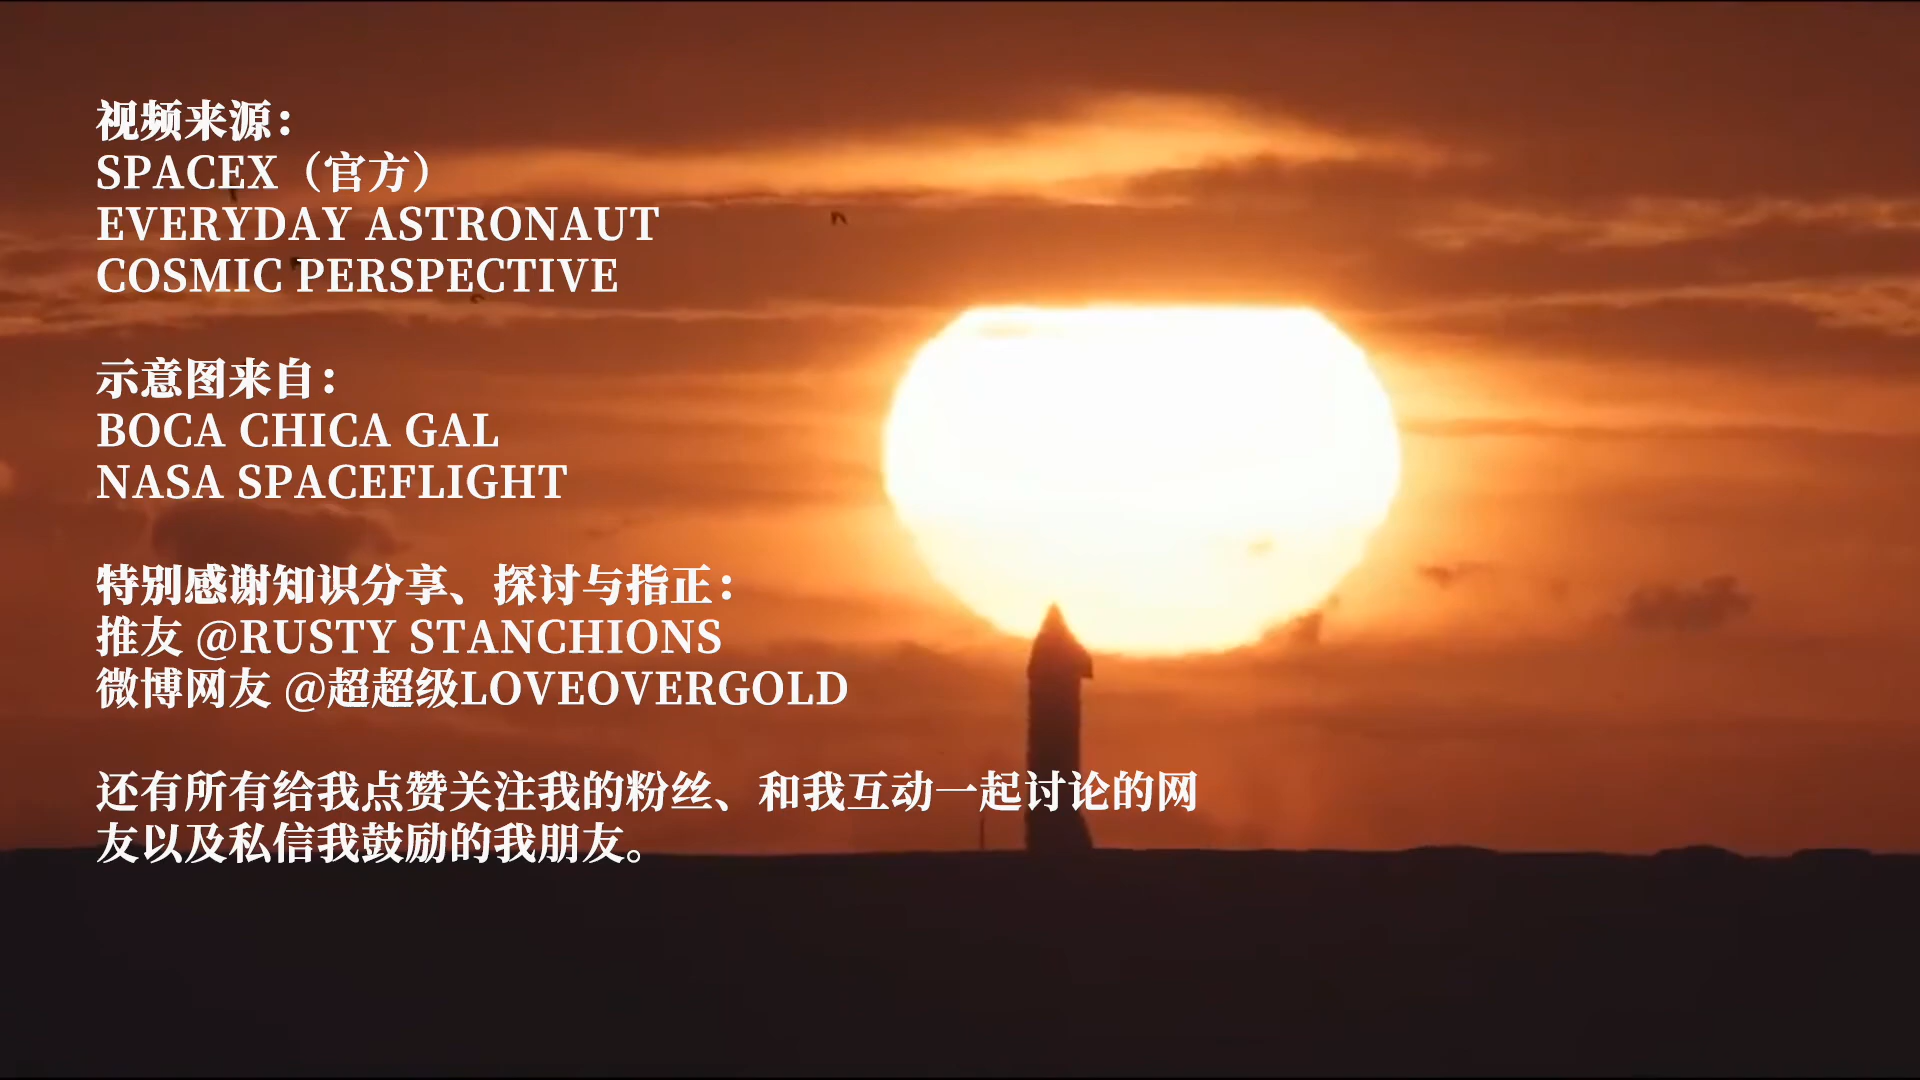 视频来源：
SPACEX（官方）
EVERYDAY ASTRONAUT
COSMIC PERSPECTIVE
示意图来自：
BOCA CHICA GAL
NASA SPACEFLIGHT
特别感谢知识分享、探讨与指正：
推友 @RUSTY STANCHIONS
微博网友 @超超级LOVEOVERGOLD
还有所有给我点赞关注我的粉丝、和我互动一起讨论的网
友以及私信我鼓励的我朋友。